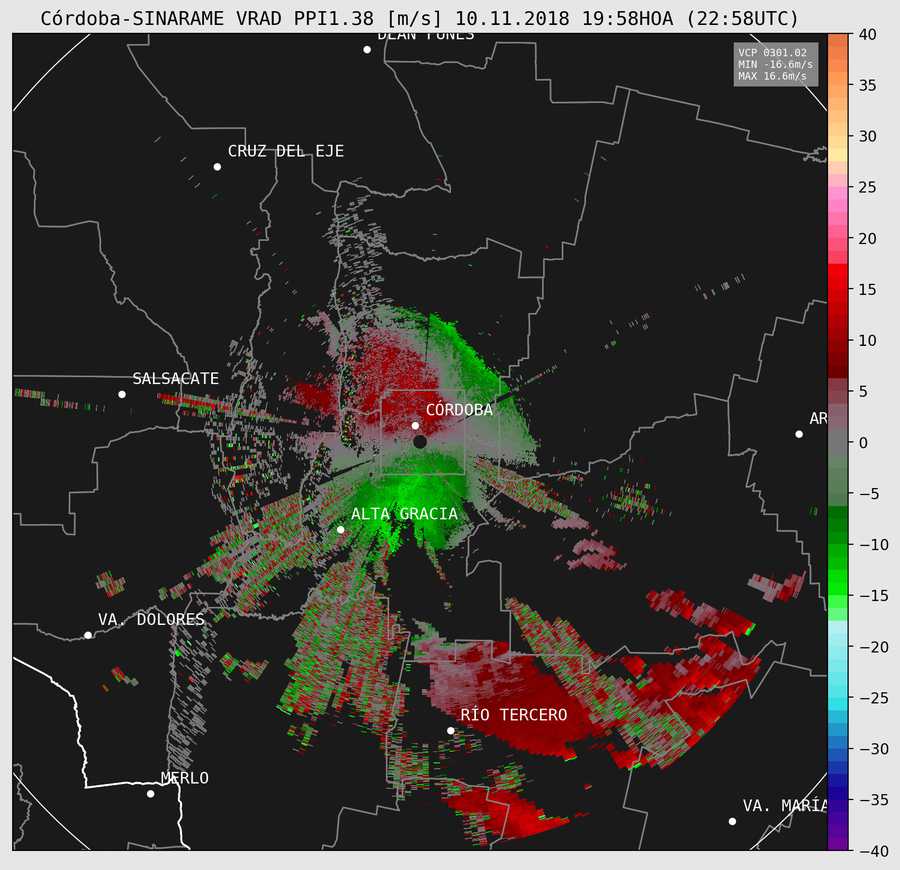 Córdoba-SINARAME VRAD PPI1.38 [m/s] 10.11.2018 19:58HOA (22:58UTC)
DEAN FUNES
VCP 0301.02
MIN -16.6m/s
MAX 16.6m/s
CRUZ DEL EJE
SALSACATE
CÓRDOBA
AR
ALTA GRACIA
VA. DOLORES
RÍO TERCERO
MERLO
VA. MARÍA
40
35
30
25
20
15
10
5
0
−5
−10
−15
−20
−25
−30
−35
−40